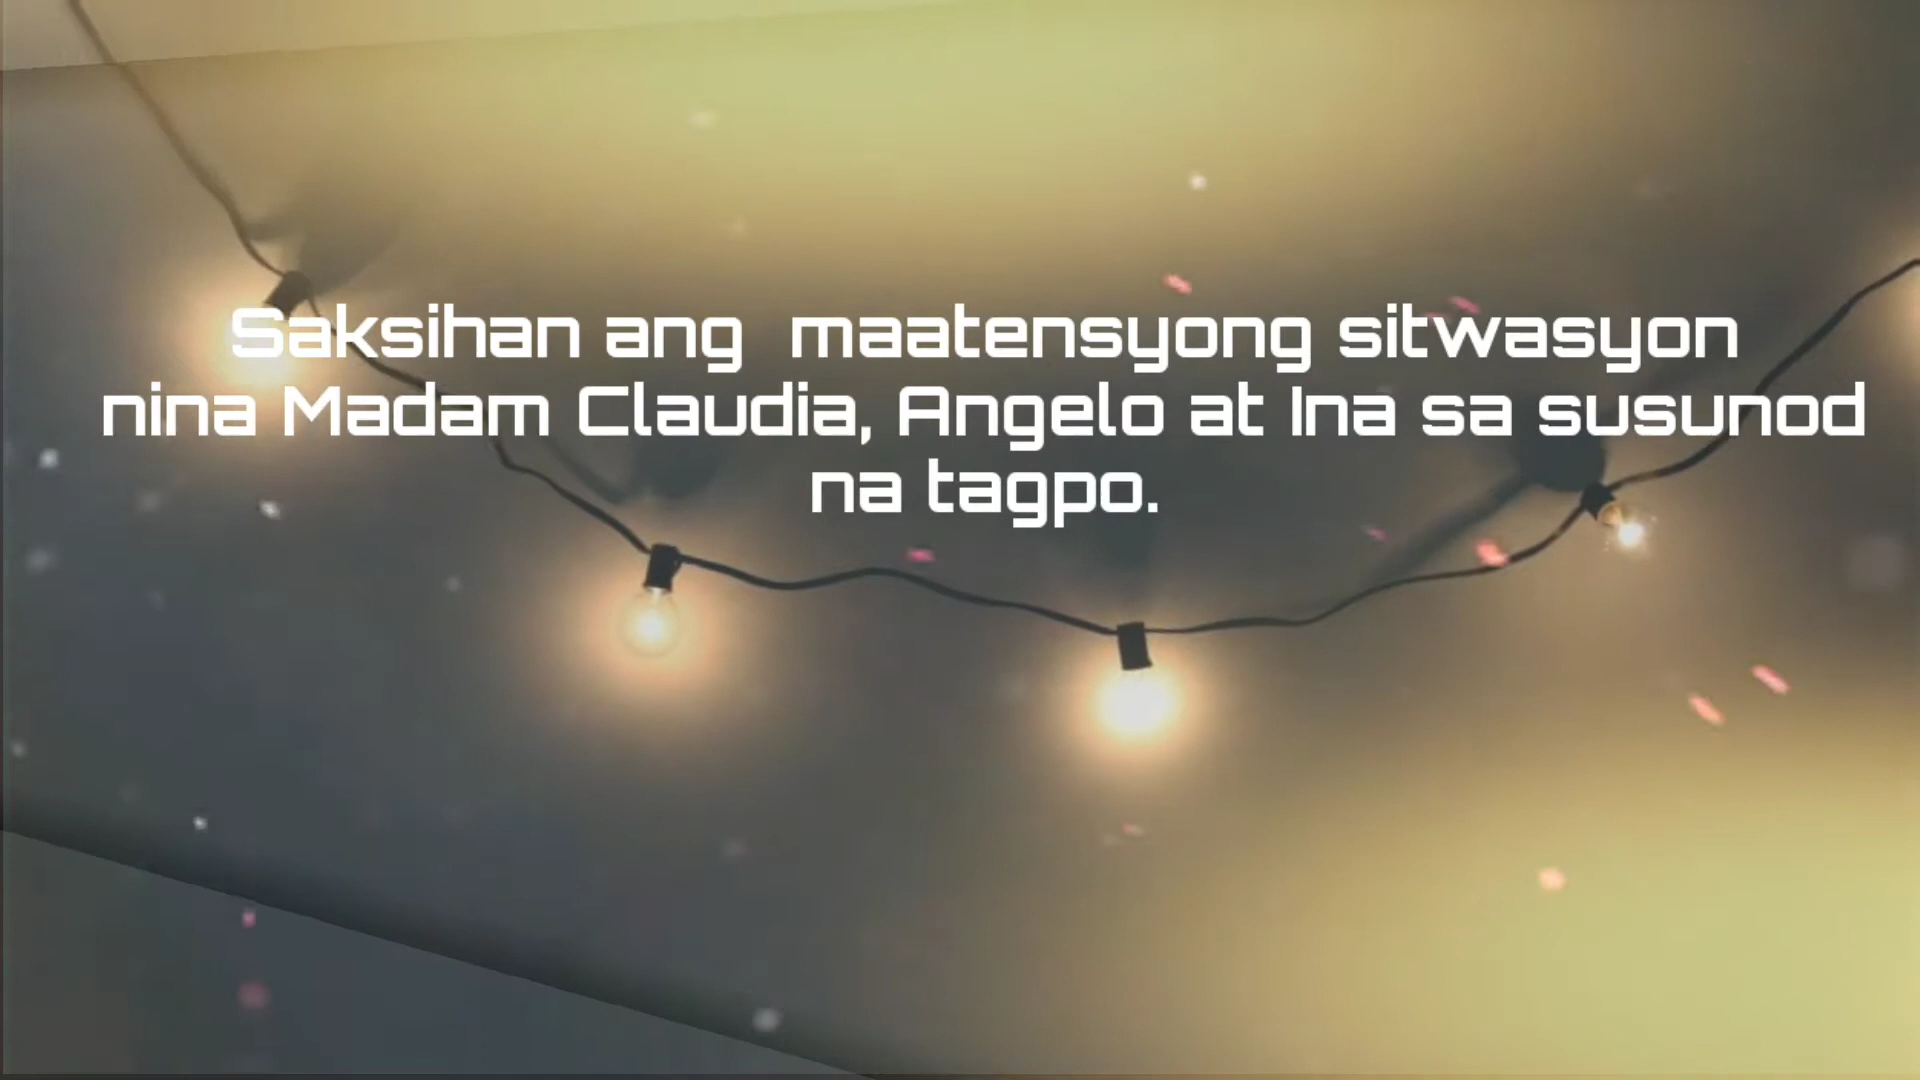 Saksihan ang  maatensyong sitwasyon
nina Madam Claudia, Angelo at Ina sa susunod
na tagpo.